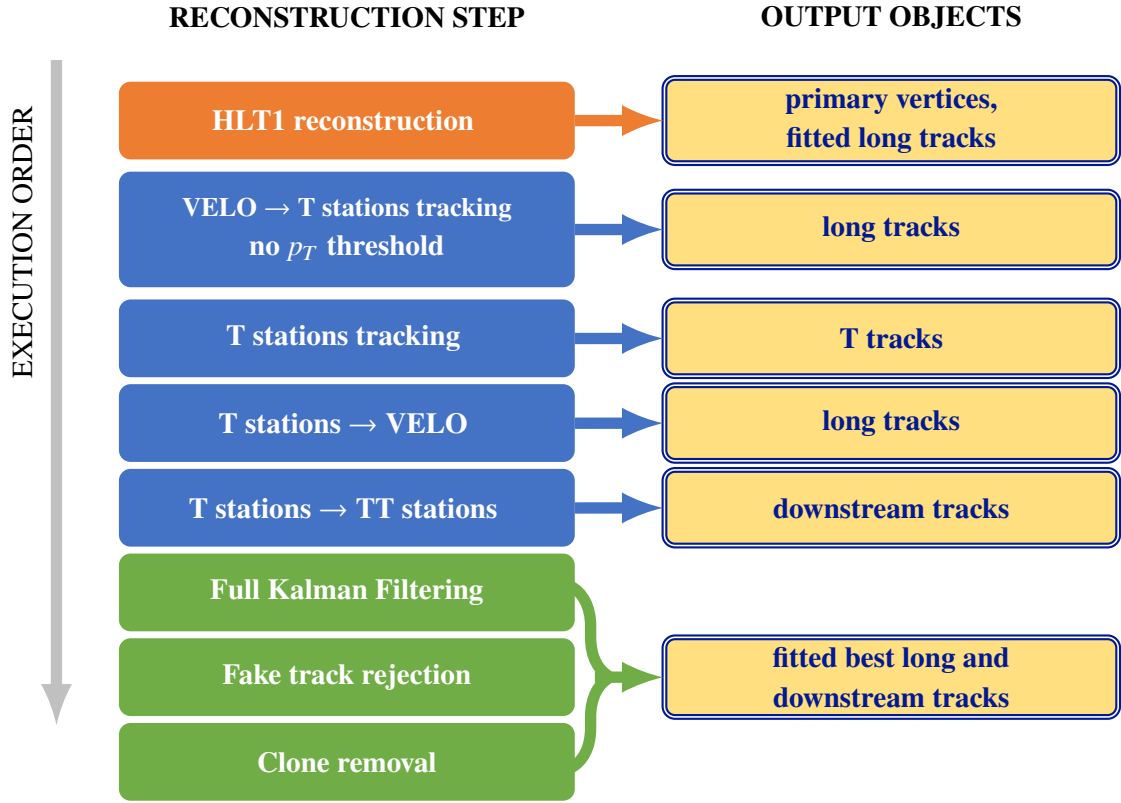 RECONSTRUCTION STEP
OUTPUT OBJECTS
EXECUTION ORDER
HLT1 reconstruction
primary vertices,
fitted long tracks
VELO → T stations tracking
no p_T threshold
long tracks
T stations tracking
T tracks
T stations → VELO
long tracks
T stations → TT stations
downstream tracks
Full Kalman Filtering
Fake track rejection
Clone removal
fitted best long and
downstream tracks